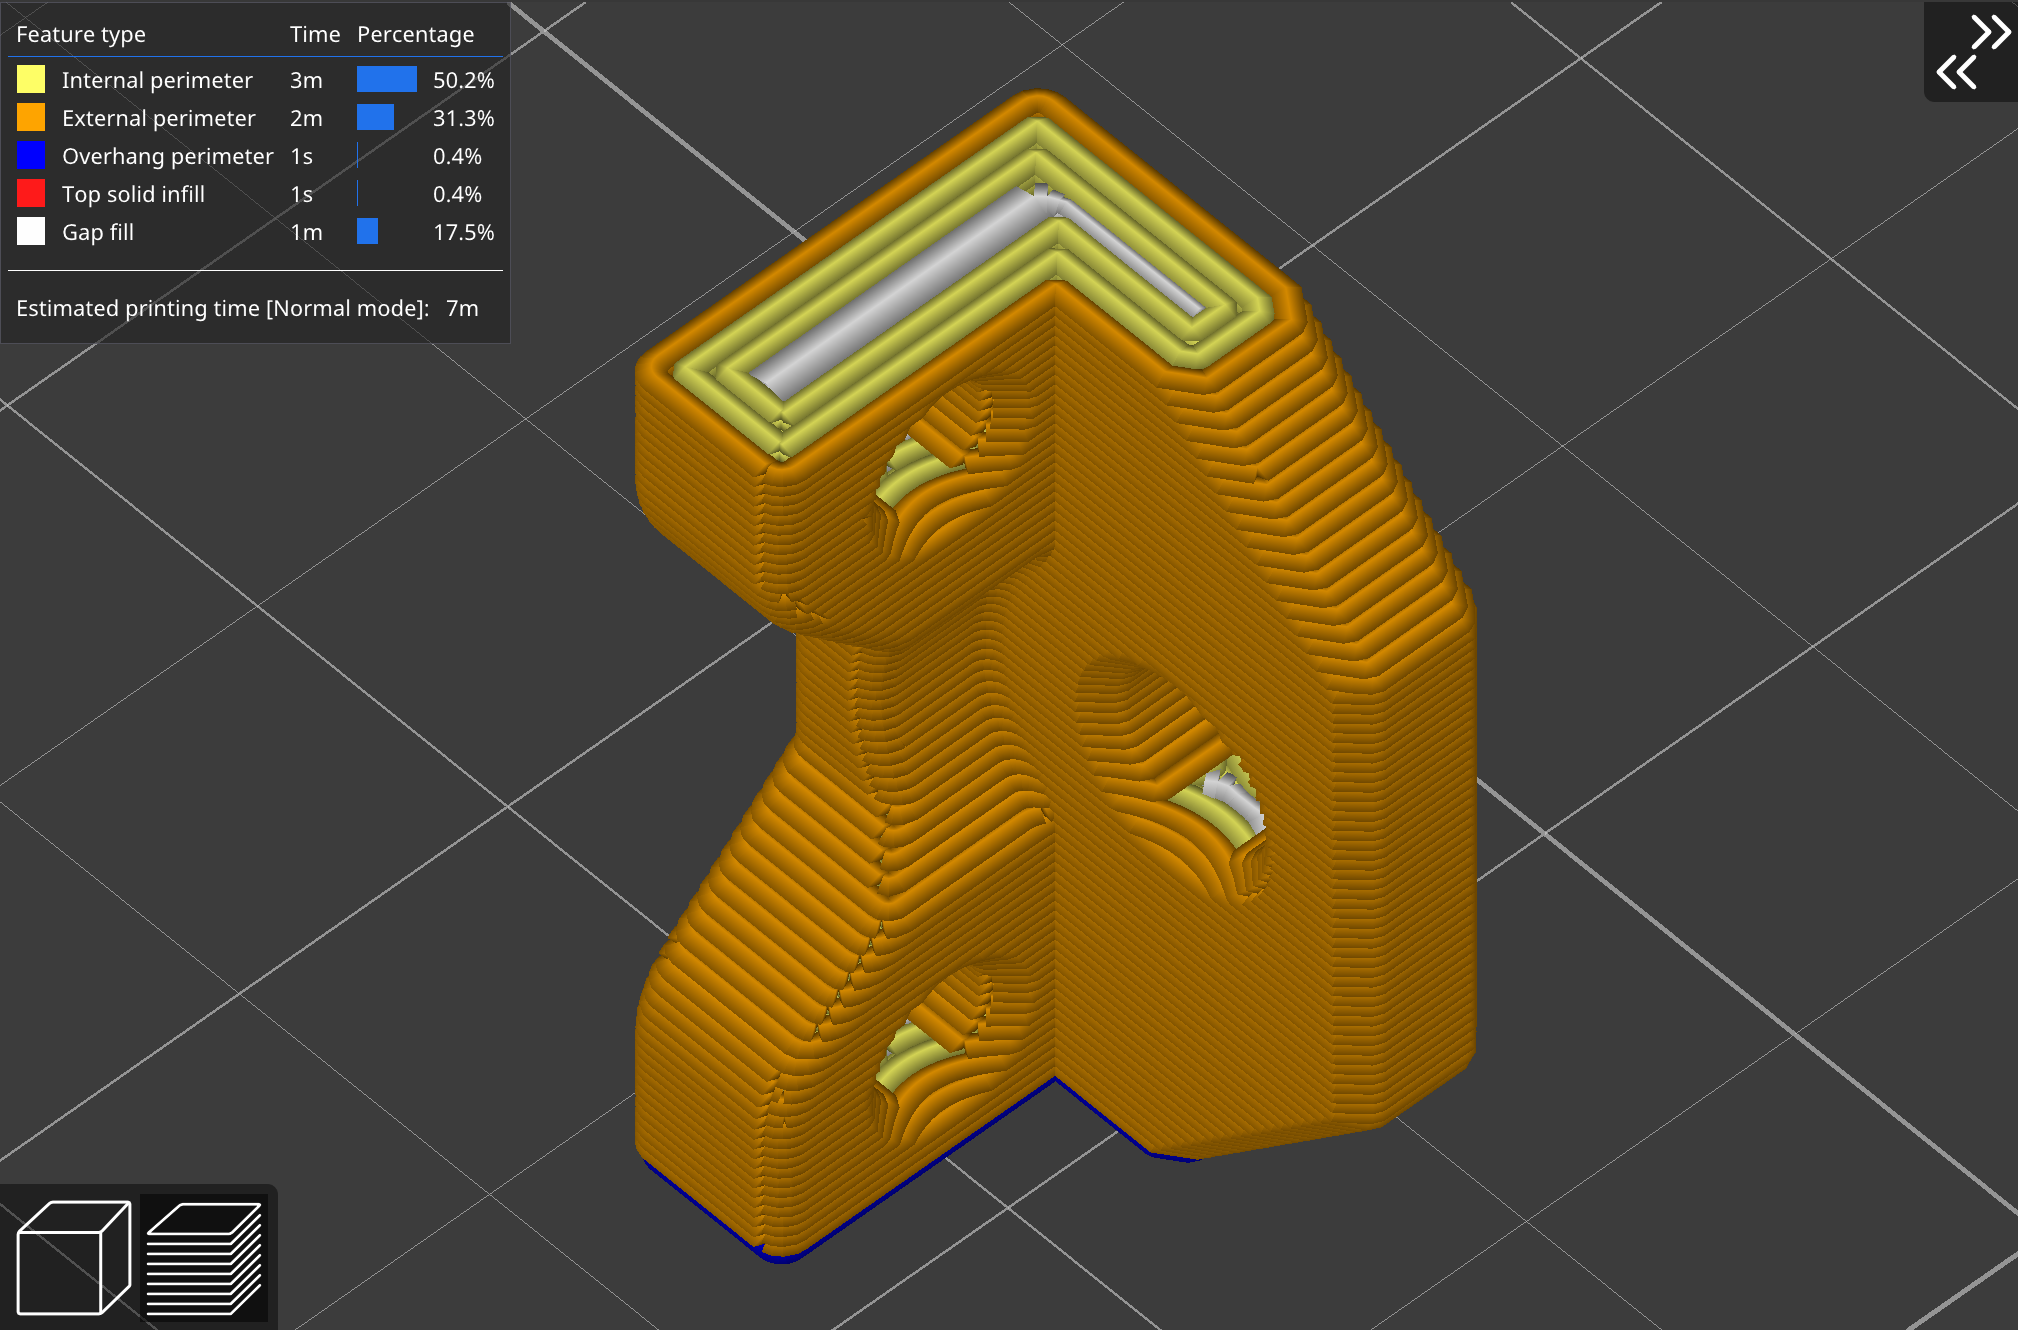 Feature type Time Percentage
Internal perimeter 3m 50.2%
External perimeter 2m 31.3%
Overhang perimeter 1s 0.4%
Top solid infill 1s 0.4%
Gap fill 1m 17.5%
Estimated printing time [Normal mode]: 7m